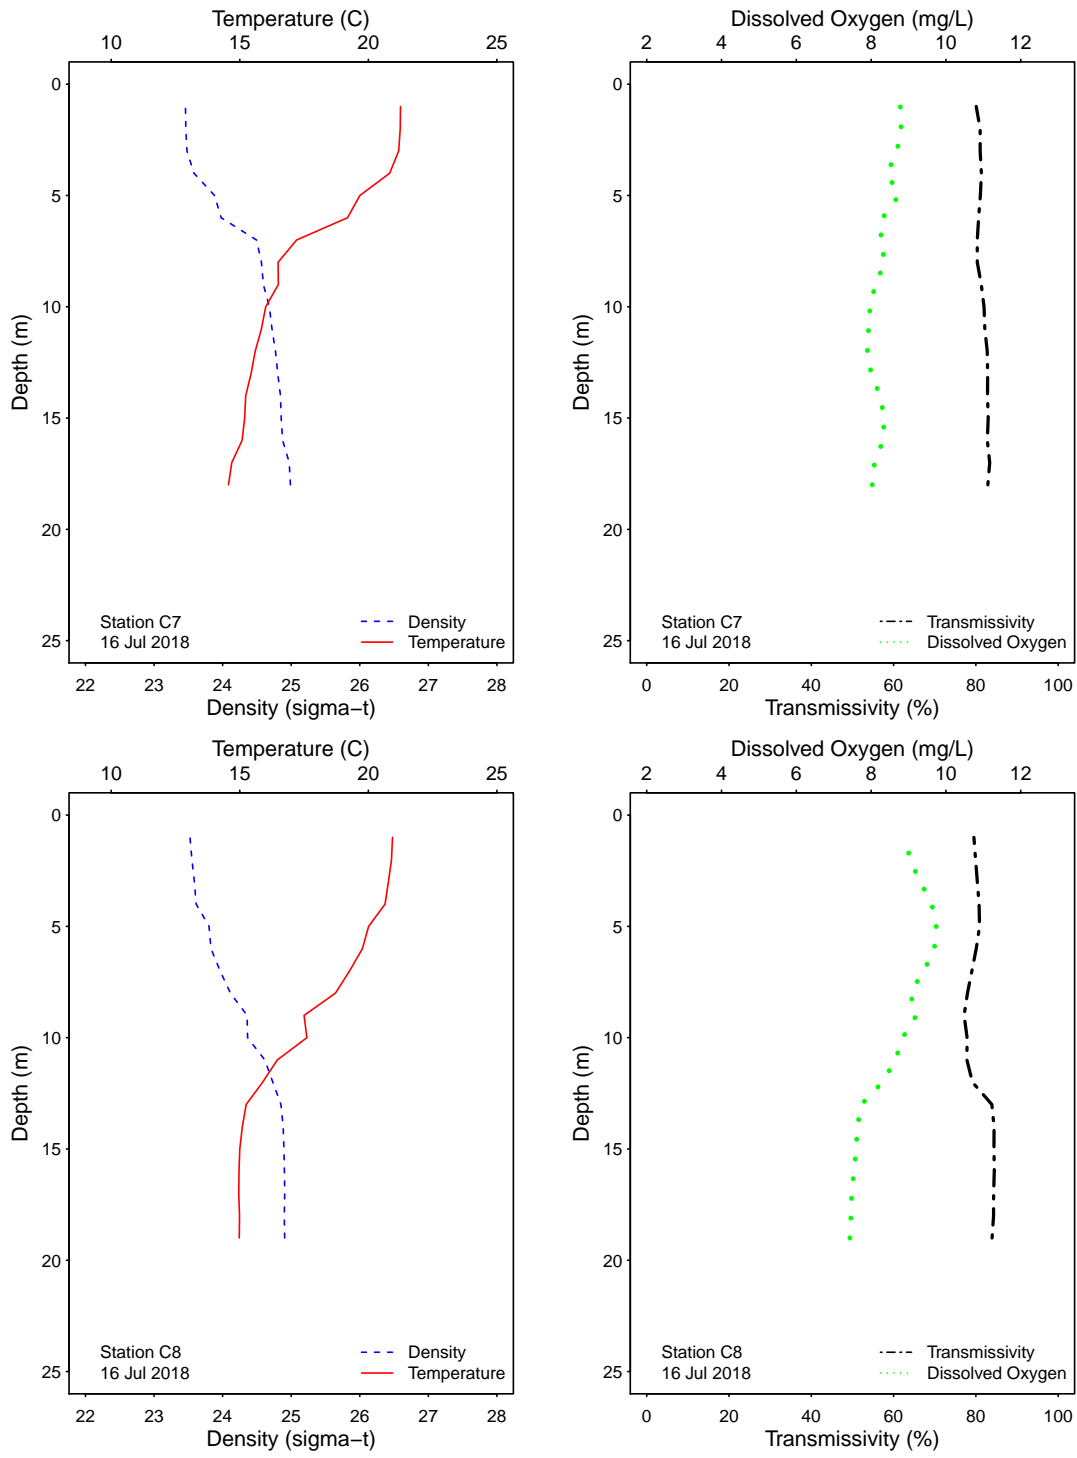 Temperature (C)
10 15 20 25
0
5
10
15
20
25
Depth (m)
Station C7
16 Jul 2018
Density
Temperature
22 23 24 25 26 27 28
Density (sigma−t)
Dissolved Oxygen (mg/L)
2 4 6 8 10 12
0
5
10
15
20
25
Depth (m)
Station C7
16 Jul 2018
Transmissivity
Dissolved Oxygen
0 20 40 60 80 100
Transmissivity (%)
Temperature (C)
10 15 20 25
0
5
10
15
20
25
Depth (m)
Station C8
16 Jul 2018
Density
Temperature
22 23 24 25 26 27 28
Density (sigma−t)
Dissolved Oxygen (mg/L)
2 4 6 8 10 12
0
5
10
15
20
25
Depth (m)
Station C8
16 Jul 2018
Transmissivity
Dissolved Oxygen
0 20 40 60 80 100
Transmissivity (%)